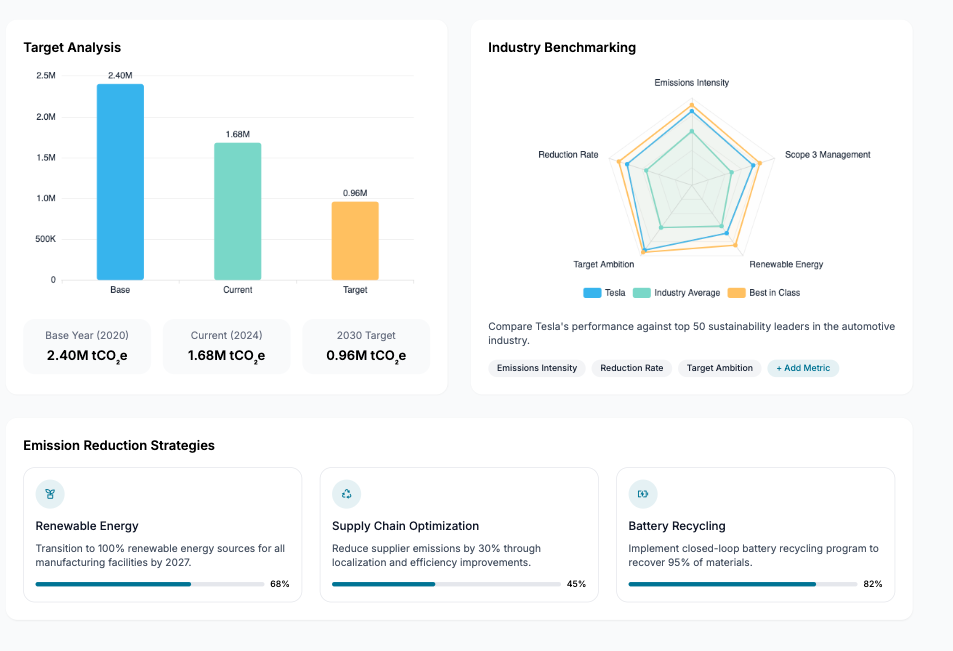 Target Analysis
2.5M
2.0M
1.5M
1.0M
500K
0
2.40M
1.68M
0.96M
Base
Current
Target
Base Year (2020)
2.40M tCO₂e
Current (2024)
1.68M tCO₂e
2030 Target
0.96M tCO₂e
Industry Benchmarking
Emissions Intensity
Scope 3 Management
Renewable Energy
Target Ambition
Reduction Rate
Tesla
Industry Average
Best in Class
Compare Tesla's performance against top 50 sustainability leaders in the automotive
industry.
Emissions Intensity
Reduction Rate
Target Ambition
+ Add Metric
Emission Reduction Strategies
Renewable Energy
Transition to 100% renewable energy sources for all
manufacturing facilities by 2027.
68%
Supply Chain Optimization
Reduce supplier emissions by 30% through
localization and efficiency improvements.
45%
Battery Recycling
Implement closed-loop battery recycling program to
recover 95% of materials.
82%